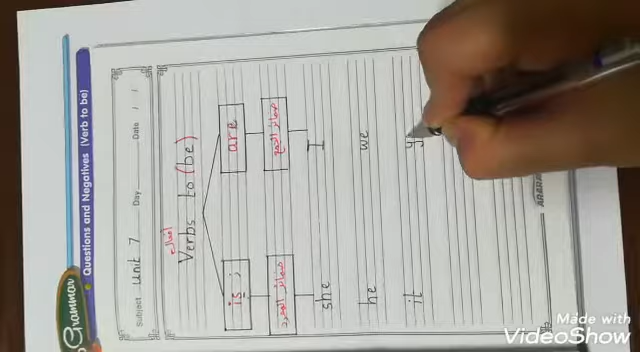 Grammar
Questions and Negatives (Verb to be)
Subject Unit 7 Day Date / /
أفعال
Verbs to (be)
is : are
ضمائر المفرد ضمائر الجمع
she I
he we
it y
ARARA
Made with
VideoShow